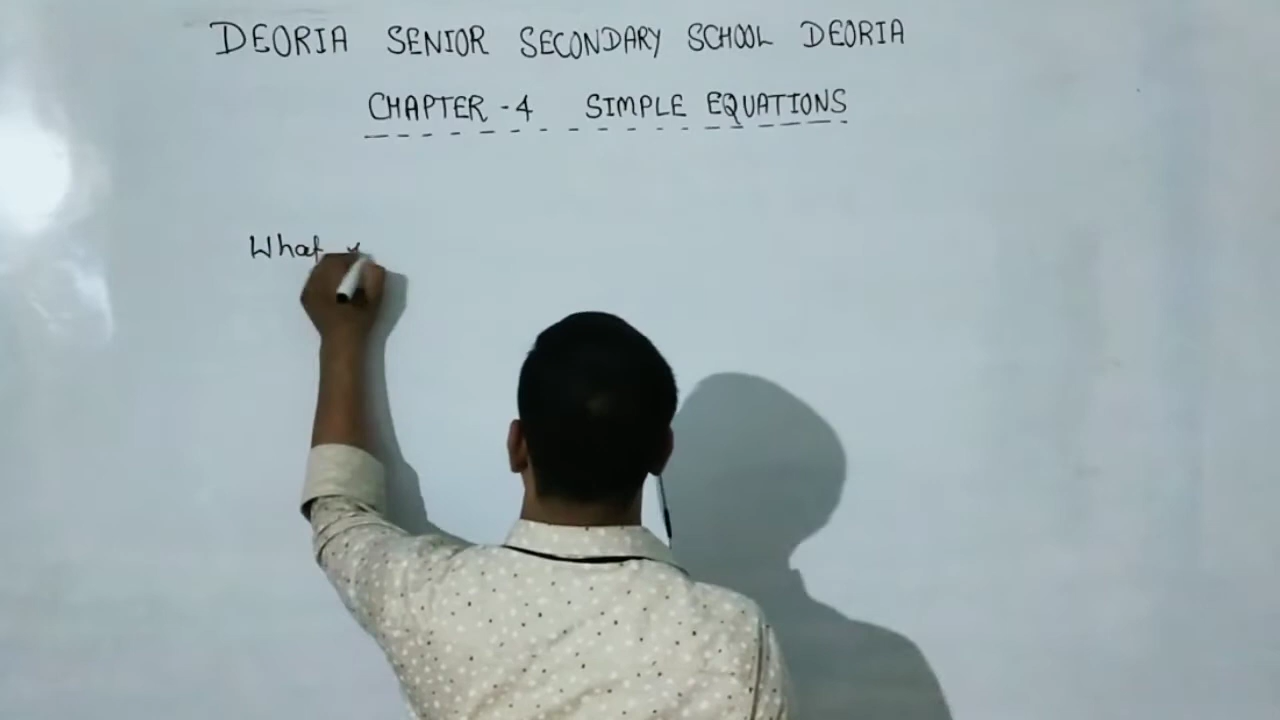 DEORIA SENIOR SECONDARY SCHOOL DEORIA
CHAPTER - 4 SIMPLE EQUATIONS
What